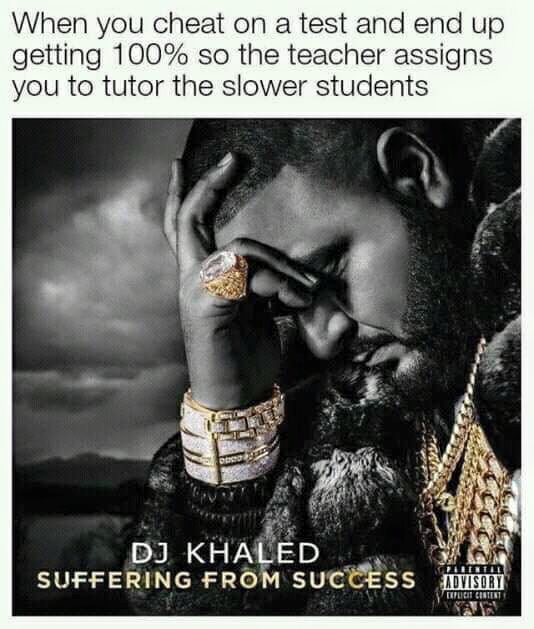 When you cheat on a test and end up
getting 100% so the teacher assigns
you to tutor the slower students
DJ KHALED
SUFFERING FROM SUCCESS
PARENTAL
ADVISORY
EXPLICIT CONTENT